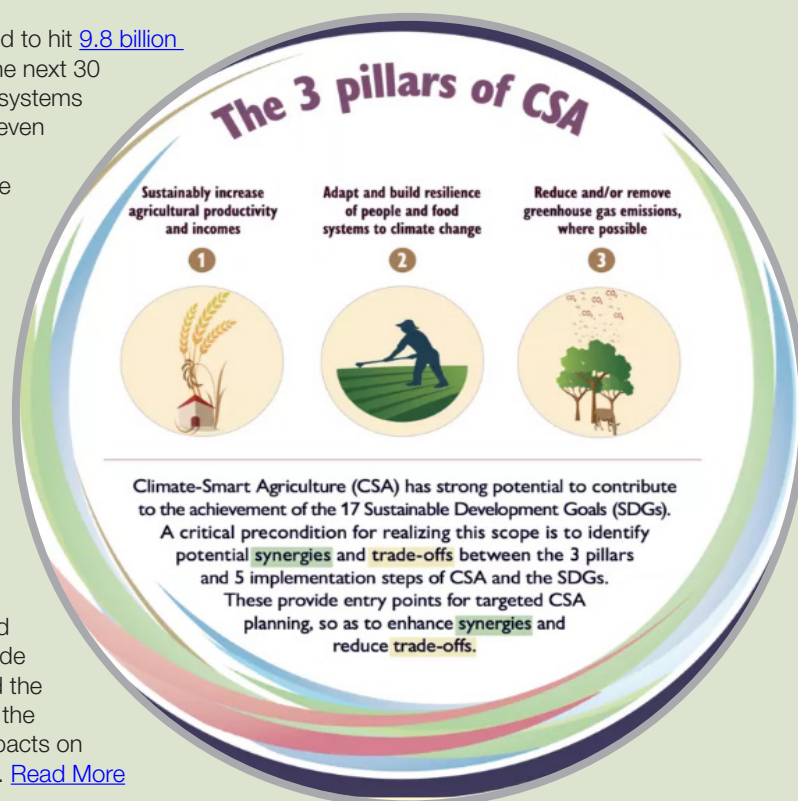 d to hit 9.8 billion
ne next 30
systems
even
e
d
de
d the
the
pacts on
. Read More
The 3 pillars of CSA
Sustainably increase
agricultural productivity
and incomes
1
Adapt and build resilience
of people and food
systems to climate change
2
Reduce and/or remove
greenhouse gas emissions,
where possible
3
Climate-Smart Agriculture (CSA) has strong potential to contribute
to the achievement of the 17 Sustainable Development Goals (SDGs).
A critical precondition for realizing this scope is to identify
potential synergies and trade-offs between the 3 pillars
and 5 implementation steps of CSA and the SDGs.
These provide entry points for targeted CSA
planning, so as to enhance synergies and
reduce trade-offs.